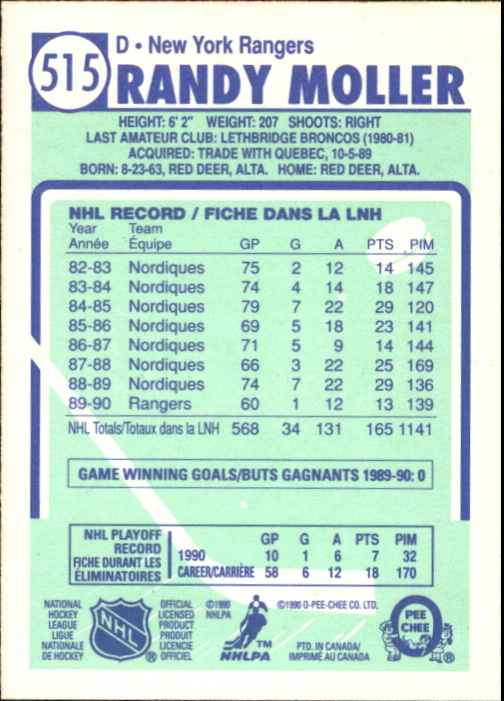 515
D • New York Rangers
RANDY MOLLER
HEIGHT: 6' 2" WEIGHT: 207 SHOOTS: RIGHT
LAST AMATEUR CLUB: LETHBRIDGE BRONCOS (1980-81)
ACQUIRED: TRADE WITH QUEBEC, 10-5-89
BORN: 8-23-63, RED DEER, ALTA. HOME: RED DEER, ALTA.
NHL RECORD / FICHE DANS LA LNH
Year Team
Année Équipe GP G A PTS PIM
82-83 Nordiques 75 2 12 14 145
83-84 Nordiques 74 4 14 18 147
84-85 Nordiques 79 7 22 29 120
85-86 Nordiques 69 5 18 23 141
86-87 Nordiques 71 5 9 14 144
87-88 Nordiques 66 3 22 25 169
88-89 Nordiques 74 7 22 29 136
89-90 Rangers 60 1 12 13 139
NHL Totals/Totaux dans la LNH 568 34 131 165 1141
GAME WINNING GOALS/BUTS GAGNANTS 1989-90: 0
NHL PLAYOFF
RECORD
FICHE DURANT LES
ÉLIMINATOIRES
GP G A PTS PIM
1990 10 1 6 7 32
CAREER/CARRIÈRE 58 6 12 18 170
NATIONAL
HOCKEY
LEAGUE
LIGUE
NATIONALE
DE HOCKEY
NHL
®
OFFICIAL
LICENSED
PRODUCT
PRODUIT
LICENCIE
OFFICIEL
©1990
NHLPA
TM
NHLPA
©1990 O-PEE-CHEE CO. LTD.
PTD. IN CANADA/
IMPRIMÉ AU CANADA
PEE
CHEE
®